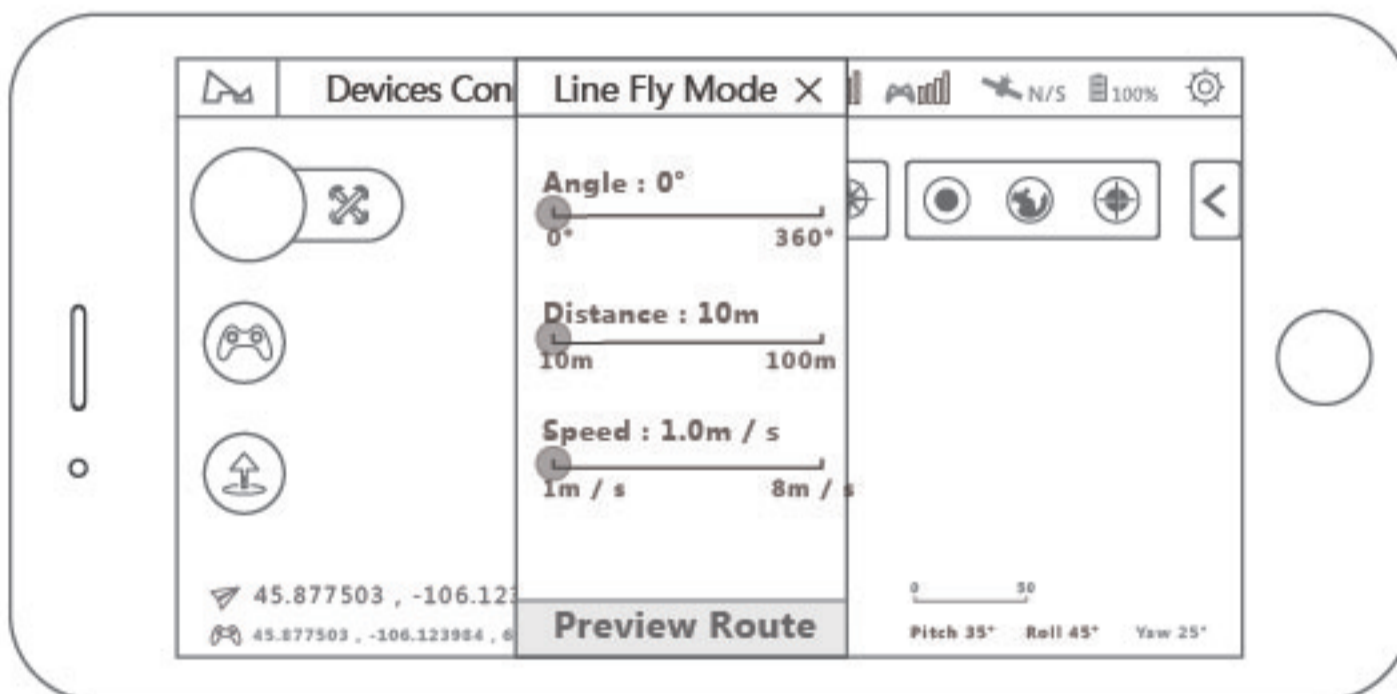 Devices Con
Line Fly Mode
N/S
100%
Angle : 0°
0°
360°
Distance : 10m
10m
100m
Speed : 1.0m / s
1m / s
8m / s
45.877503 , -106.123
45.877503 , -106.123984 , 6
Preview Route
0
50
Pitch 35°
Roll 45°
Yaw 25°